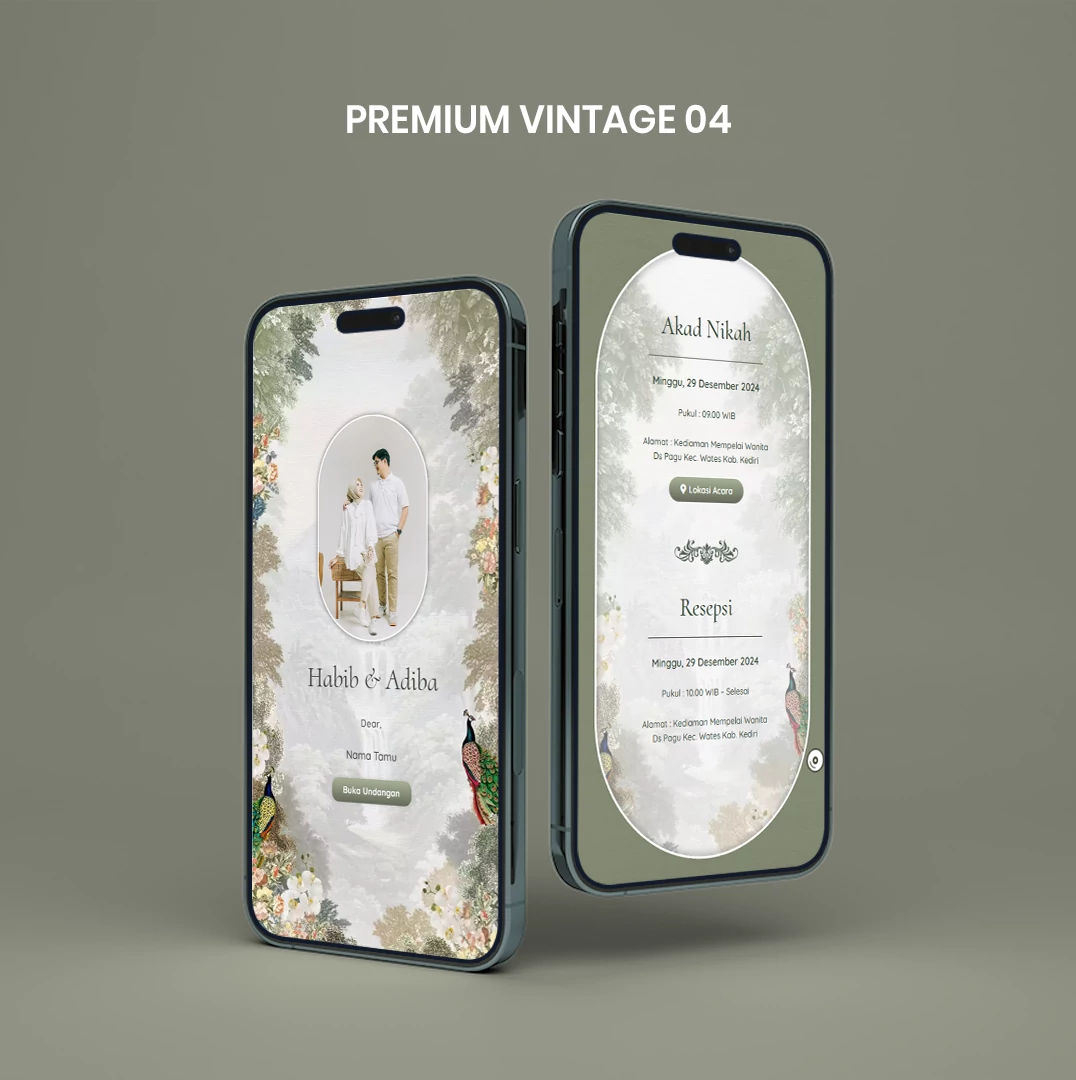 PREMIUM VINTAGE 04
Habib & Adiba
Dear,
Nama Tamu
Buka Undangan
Akad Nikah
Minggu, 29 Desember 2024
Pukul : 09.00 WIB
Alamat : Kediaman Mempelai Wanita
Ds Pagu Kec. Wates Kab. Kediri
Lokasi Acara
Resepsi
Minggu, 29 Desember 2024
Pukul : 10.00 WIB - Selesai
Alamat : Kediaman Mempelai Wanita
Ds Pagu Kec. Wates Kab. Kediri